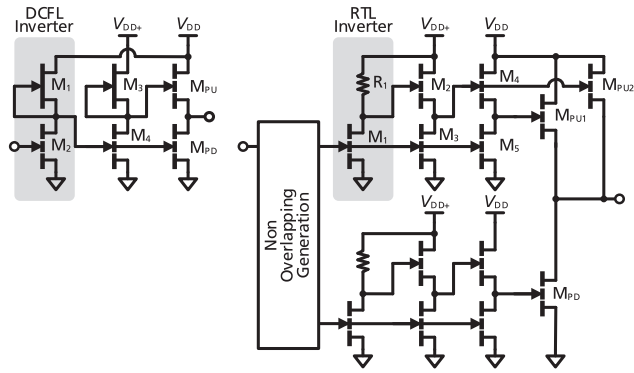 DCFL
Inverter
VDD+
VDD
M1
M3
MPU
M2
M4
MPD
RTL
Inverter
VDD+
VDD
R1
M2
M4
MPU2
MPU1
M1
M3
M5
Non
Overlapping
Generation
VDD+
VDD
MPD